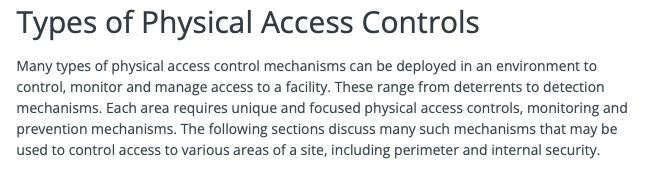 Types of Physical Access Controls
Many types of physical access control mechanisms can be deployed in an environment to
control, monitor and manage access to a facility. These range from deterrents to detection
mechanisms. Each area requires unique and focused physical access controls, monitoring and
prevention mechanisms. The following sections discuss many such mechanisms that may be
used to control access to various areas of a site, including perimeter and internal security.